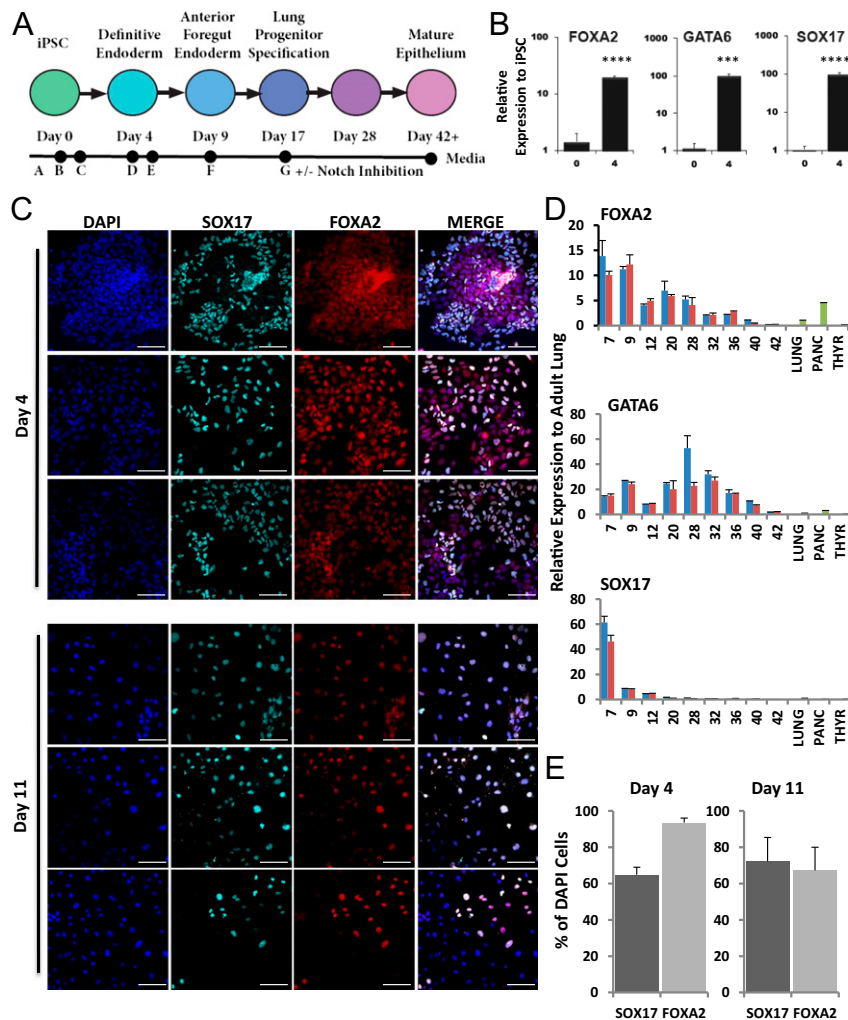 A
iPSC
Definitive
Endoderm
Anterior
Foregut
Endoderm
Lung
Progenitor
Specification
Mature
Epithelium
Day 0
Day 4
Day 9
Day 17
Day 28
Day 42+
Media
A B C D E F G +/- Notch Inhibition
B
Relative
Expression to iPSC
FOXA2
100
10
1
****
0 4
GATA6
1000
100
10
1
***
0 4
SOX17
1000
100
10
1
****
0 4
C
DAPI SOX17 FOXA2 MERGE
Day 4
Day 11
D
Relative Expression to Adult Lung
FOXA2
20
15
10
5
0
7 9 12 20 28 32 36 40 42 LUNG PANC THYR
GATA6
80
60
40
20
0
7 9 12 20 28 32 36 40 42 LUNG PANC THYR
SOX17
80
60
40
20
0
7 9 12 20 28 32 36 40 42 LUNG PANC THYR
E
% of DAPI Cells
Day 4
100
80
60
40
20
0
SOX17 FOXA2
Day 11
100
80
60
40
20
0
SOX17 FOXA2